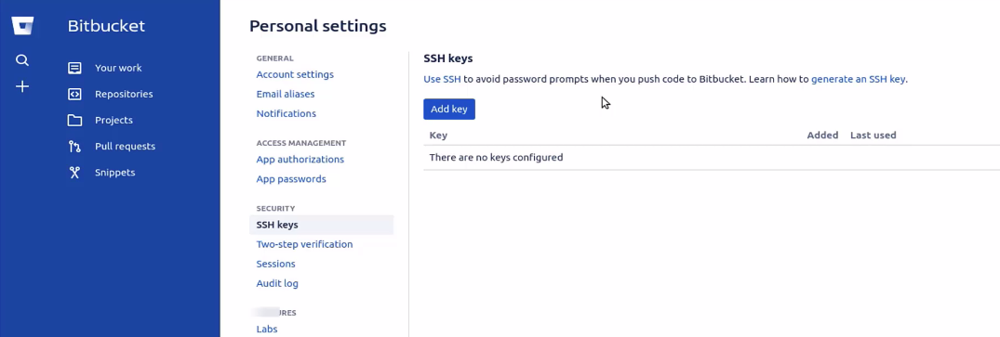 Bitbucket
Your work
Repositories
Projects
Pull requests
Snippets
Personal settings
GENERAL
Account settings
Email aliases
Notifications
ACCESS MANAGEMENT
App authorizations
App passwords
SECURITY
SSH keys
Two-step verification
Sessions
Audit log
Labs
SSH keys
Use SSH to avoid password prompts when you push code to Bitbucket. Learn how to generate an SSH key.
Add key
Key Added Last used
There are no keys configured